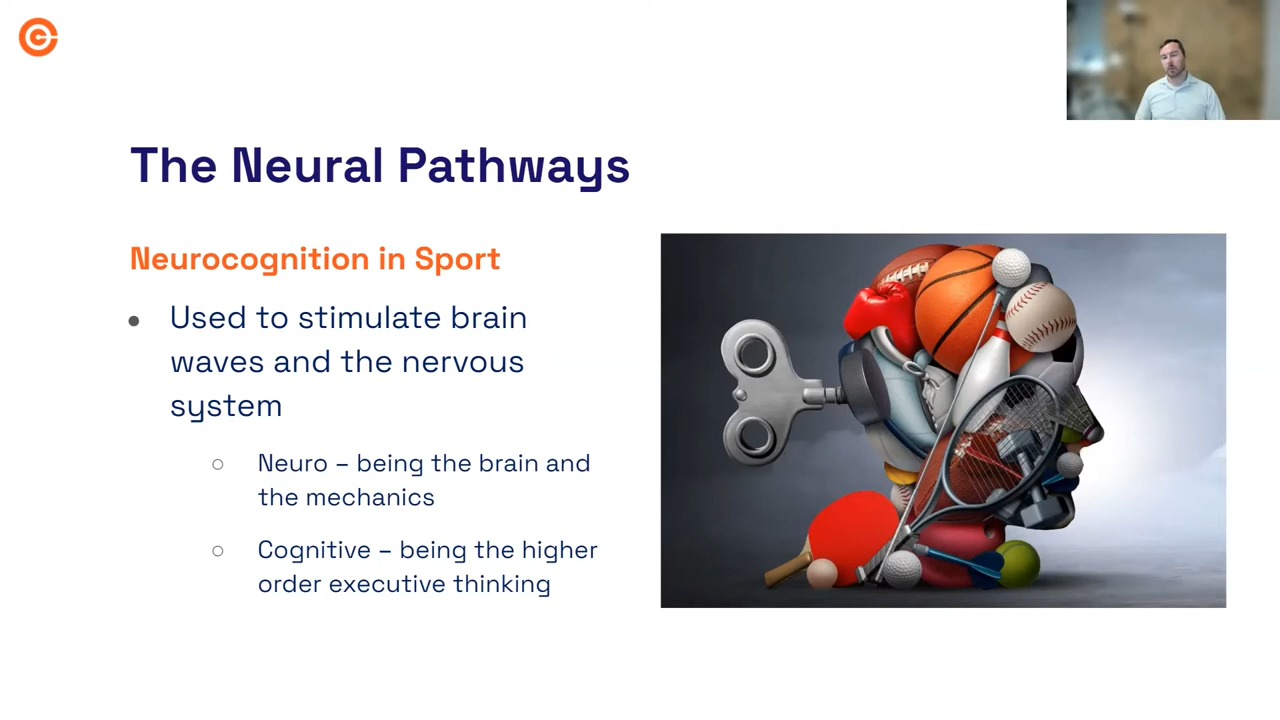 The Neural Pathways
Neurocognition in Sport
Used to stimulate brain
waves and the nervous
system
Neuro – being the brain and
the mechanics
Cognitive – being the higher
order executive thinking